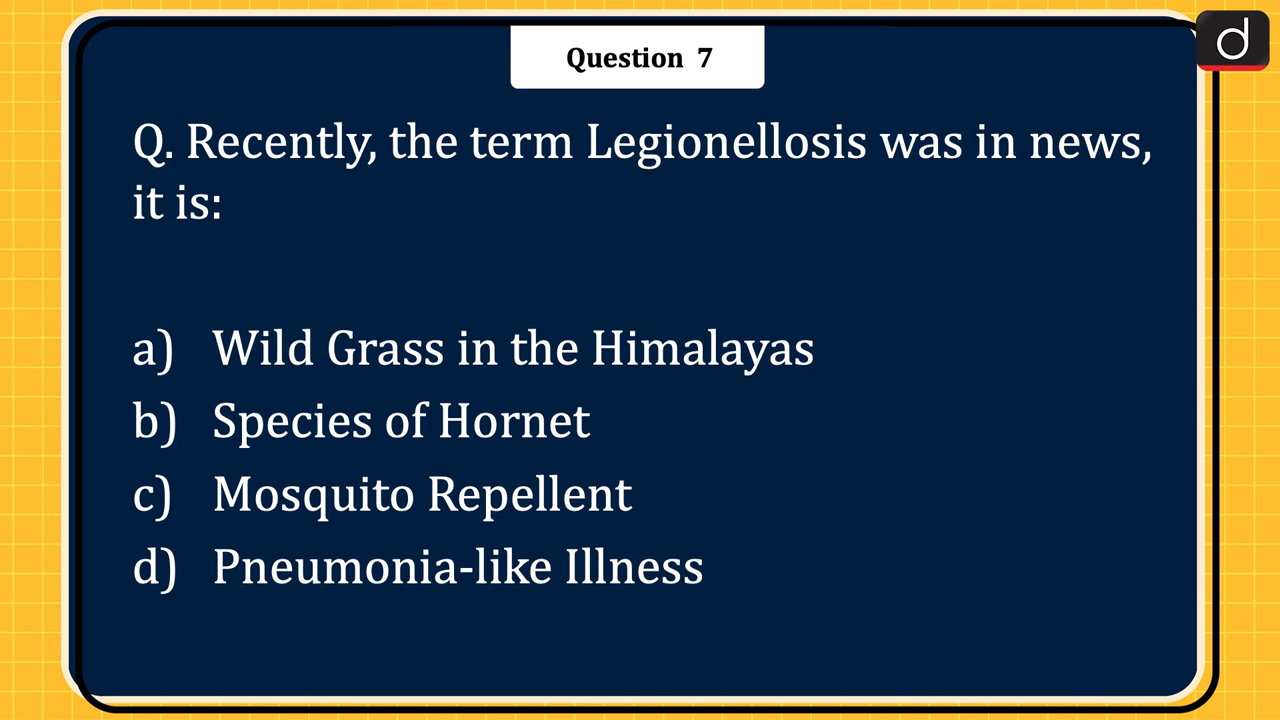 Question 7
d
Q. Recently, the term Legionellosis was in news,
it is:
a) Wild Grass in the Himalayas
b) Species of Hornet
c) Mosquito Repellent
d) Pneumonia-like Illness